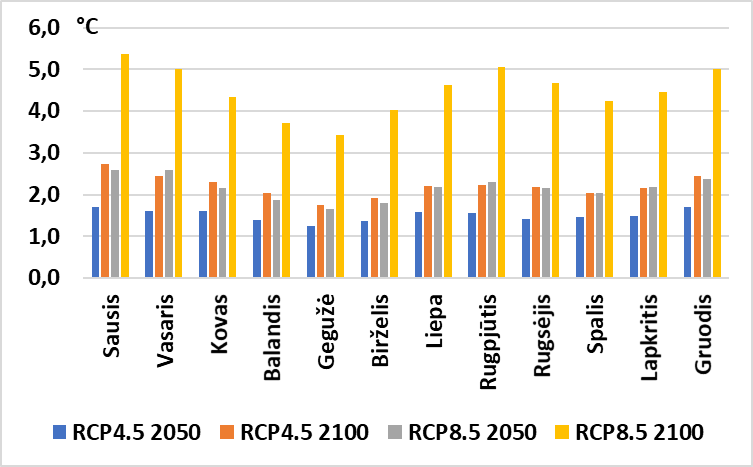 6,0 °C
5,0
4,0
3,0
2,0
1,0
0,0
Sausis
Vasaris
Kovas
Balandis
Gegužė
Birželis
Liepa
Rugpjūtis
Rugsėjis
Spalis
Lapkritis
Gruodis
RCP4.5 2050 RCP4.5 2100 RCP8.5 2050 RCP8.5 2100